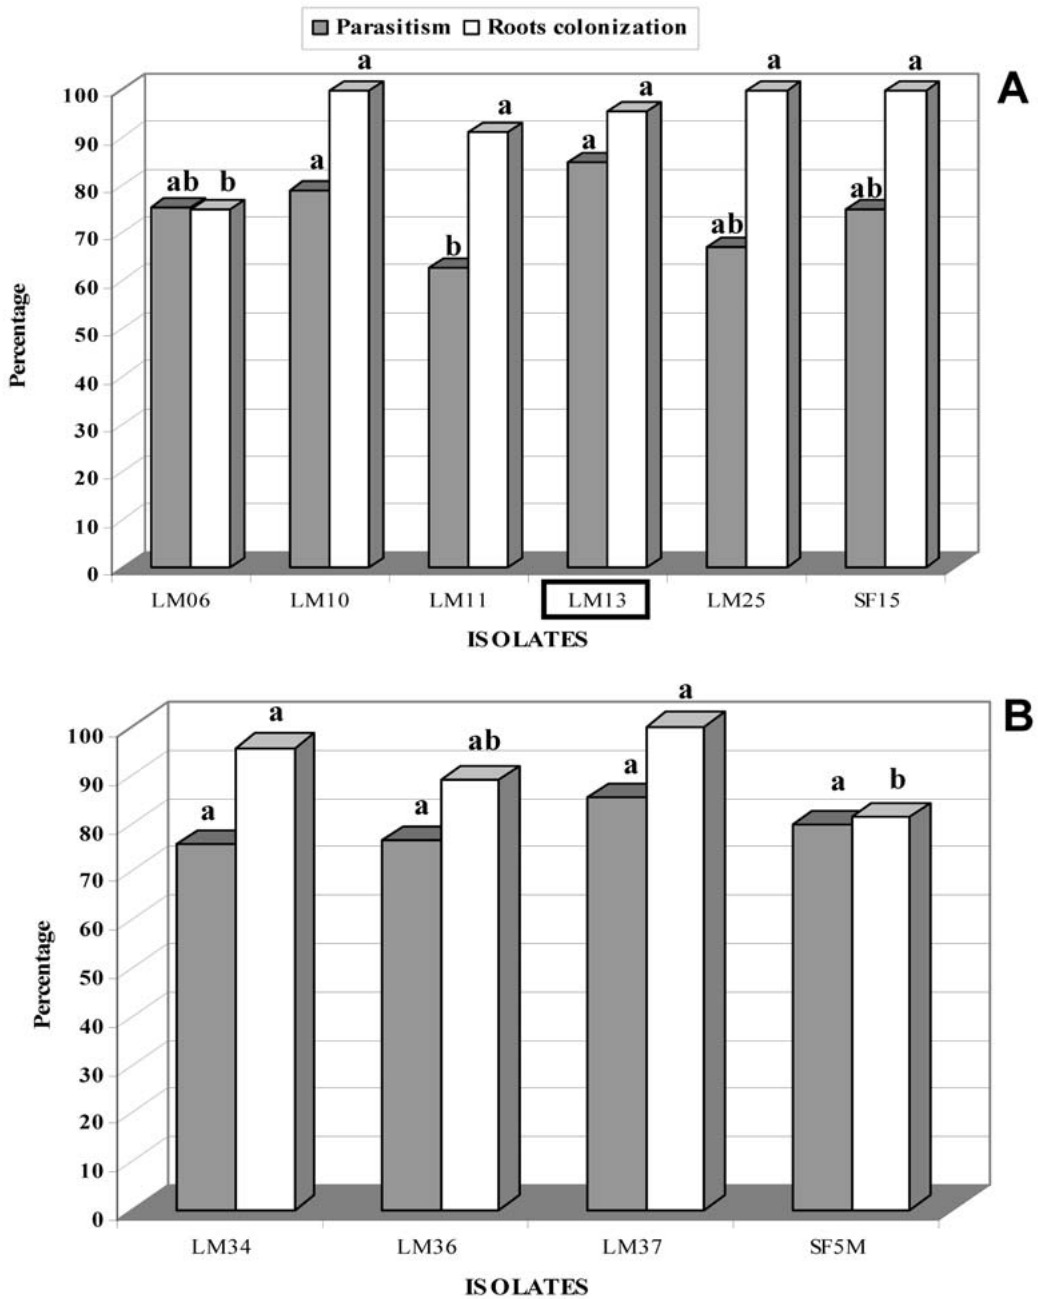 Parasitism Roots colonization
A
100
90
80
70
60
50
40
30
20
10
0
Percentage
ab b a a b a a a ab a ab a
LM06 LM10 LM11 LM13 LM25 SF15
ISOLATES
B
100
90
80
70
60
50
40
30
20
10
0
Percentage
a a a ab a a a b
LM34 LM36 LM37 SF5M
ISOLATES